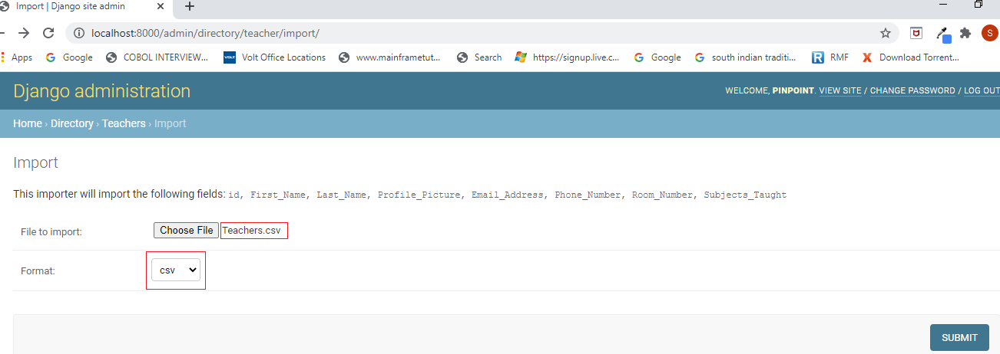 Import | Django site admin
localhost:8000/admin/directory/teacher/import/
S
Apps Google COBOL INTERVIEW... VOLT Volt Office Locations www.mainframetut... Search https://signup.live.c... Google south indian traditi... R RMF X Download Torrent...
Django administration
WELCOME, PINPOINT. VIEW SITE / CHANGE PASSWORD / LOG OUT
Home › Directory › Teachers › Import
Import
This importer will import the following fields: id, First_Name, Last_Name, Profile_Picture, Email_Address, Phone_Number, Room_Number, Subjects_Taught
File to import: Choose File Teachers.csv
Format: csv
SUBMIT